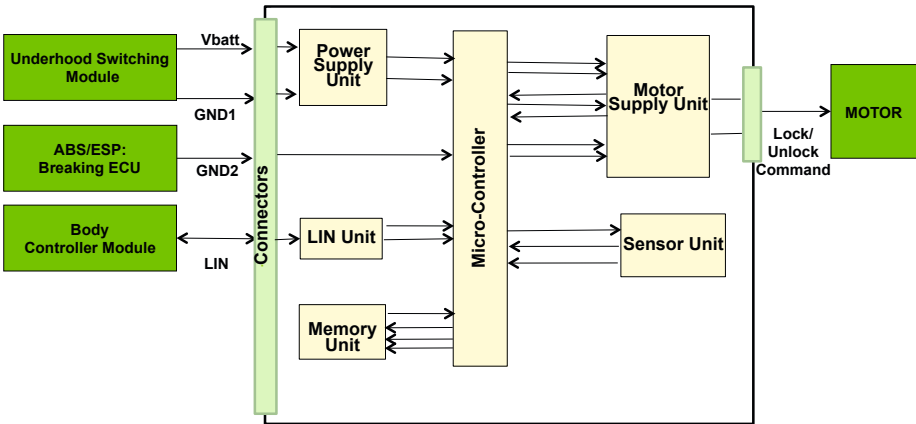 Underhood Switching
Module
Vbatt
GND1
ABS/ESP:
Breaking ECU
GND2
Body
Controller Module
LIN
Connectors
Power
Supply
Unit
LIN Unit
Memory
Unit
Micro-Controller
Motor
Supply Unit
Sensor Unit
Lock/
Unlock
Command
MOTOR